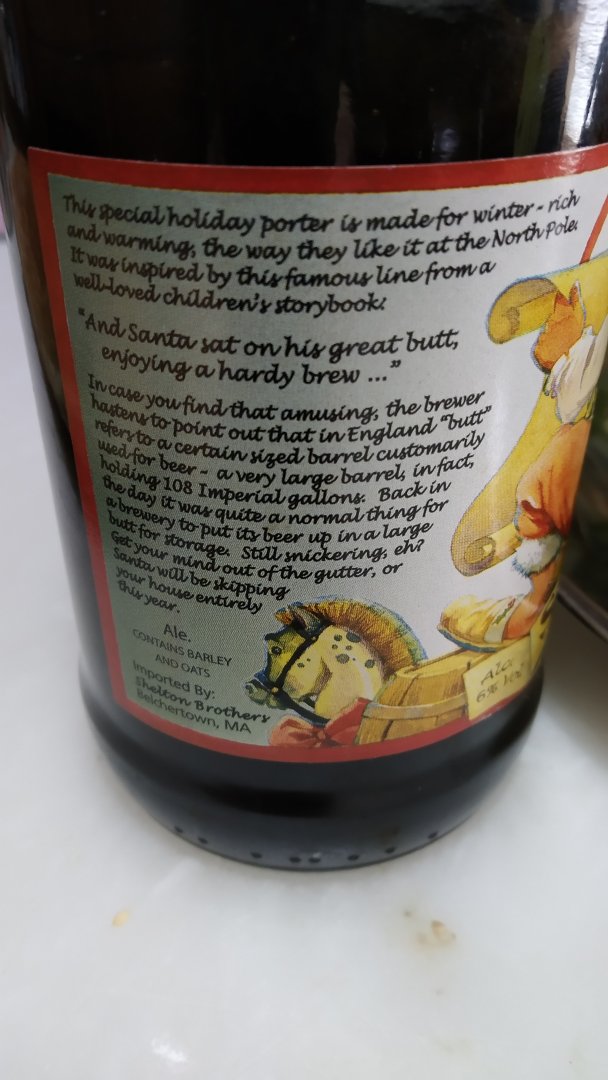 This special holiday porter is made for winter - rich
and warming, the way they like it at the North Pole.
It was inspired by this famous line from a
well-loved children's storybook:
"And Santa sat on his great butt,
enjoying a hardy brew ..."
In case you find that amusing, the brewer
hastens to point out that in England "butt"
refers to a certain sized barrel customarily
used for beer - a very large barrel, in fact,
holding 108 Imperial gallons. Back in
the day it was quite a normal thing for
a brewery to put its beer up in a large
butt for storage. Still snickering, eh?
Get your mind out of the gutter, or
Santa will be skipping
your house entirely
this year.
Ale.
CONTAINS BARLEY
AND OATS
Imported By:
Shelton Brothers
Belchertown, MA
Alc.
6%